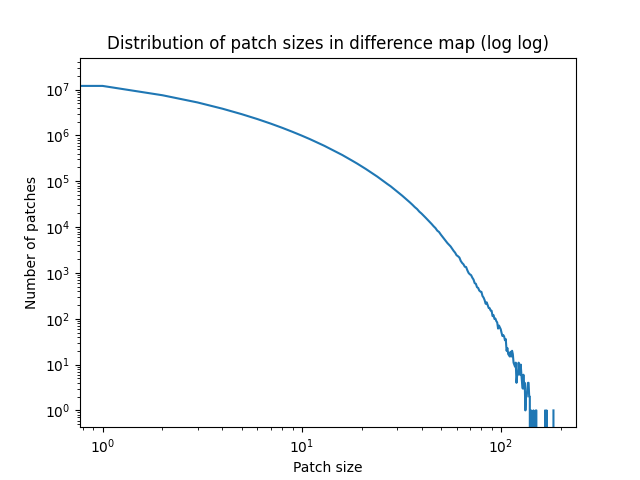 Distribution of patch sizes in difference map (log log)
Number of patches
10⁷
10⁶
10⁵
10⁴
10³
10²
10¹
10⁰
10⁰ 10¹ 10²
Patch size